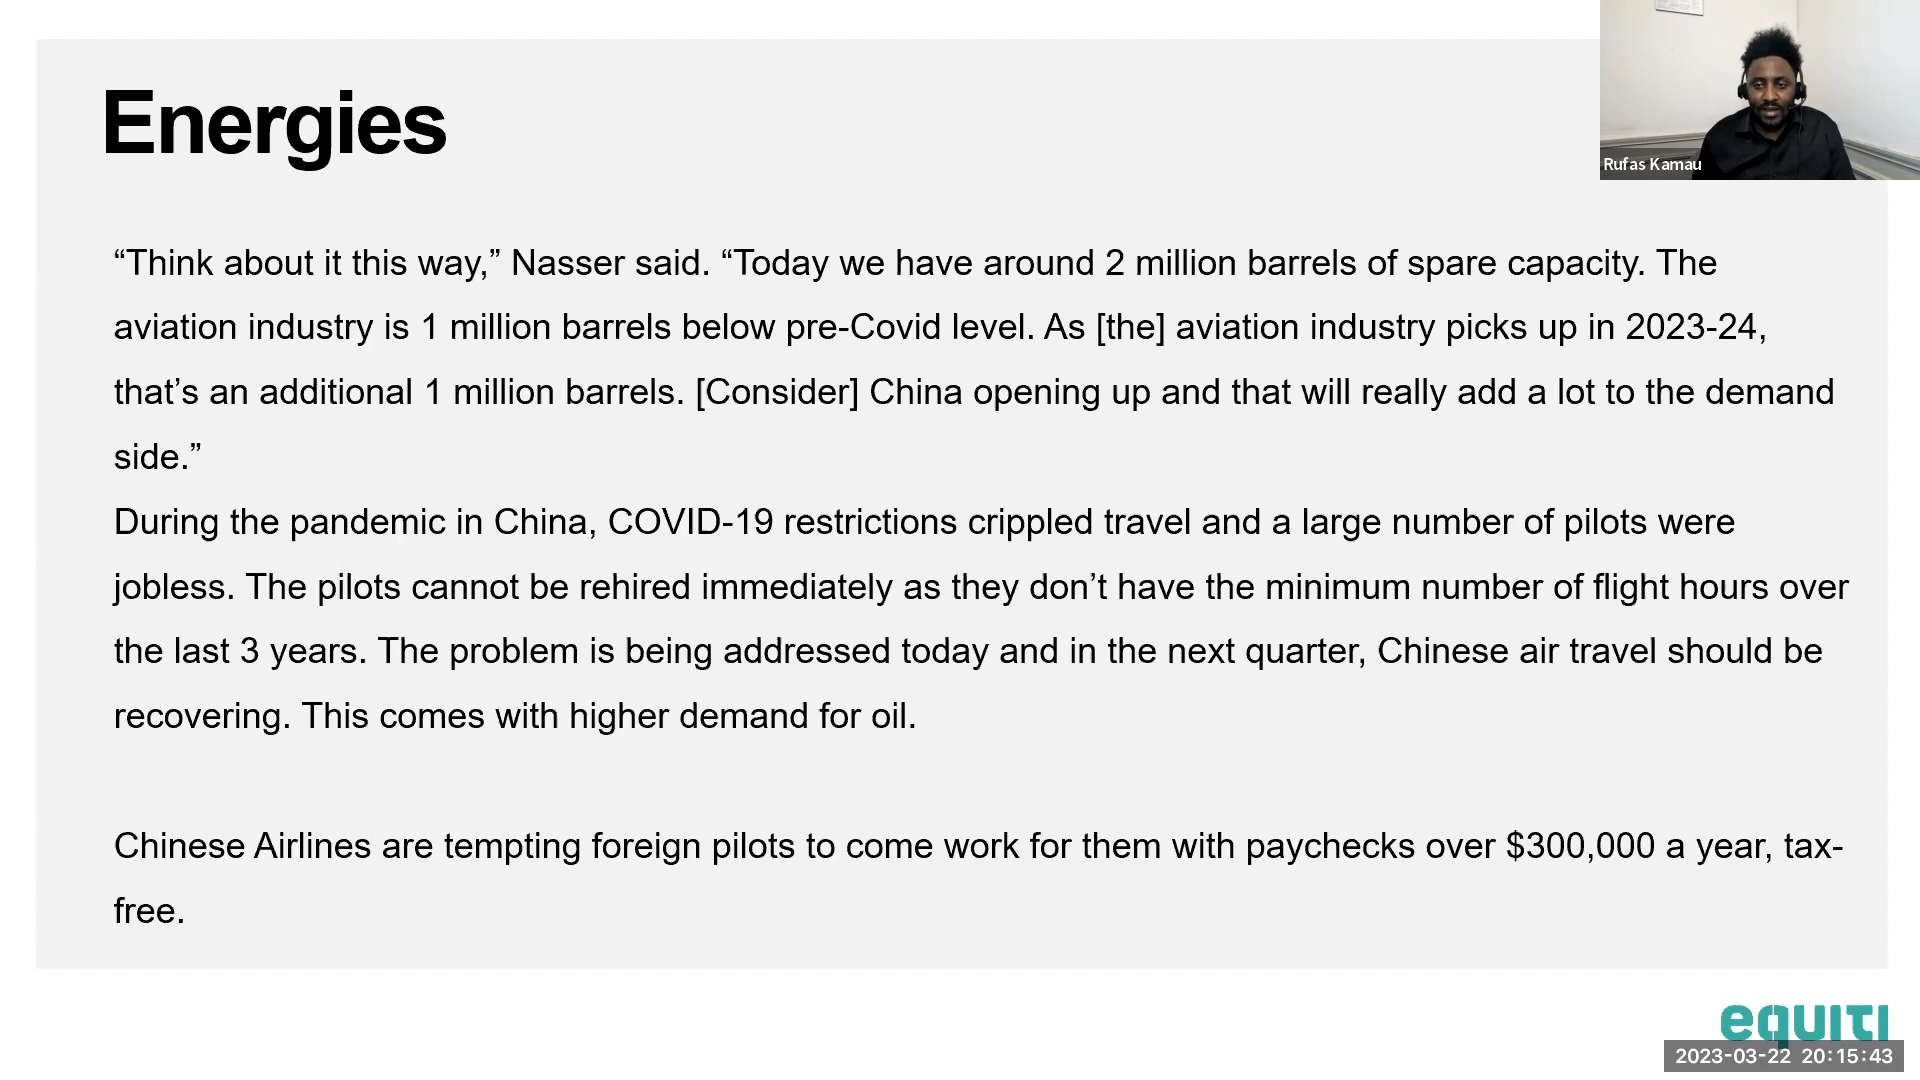 Energies
Rufas Kamau
“Think about it this way,” Nasser said. “Today we have around 2 million barrels of spare capacity. The
aviation industry is 1 million barrels below pre-Covid level. As [the] aviation industry picks up in 2023-24,
that’s an additional 1 million barrels. [Consider] China opening up and that will really add a lot to the demand
side.”
During the pandemic in China, COVID-19 restrictions crippled travel and a large number of pilots were
jobless. The pilots cannot be rehired immediately as they don’t have the minimum number of flight hours over
the last 3 years. The problem is being addressed today and in the next quarter, Chinese air travel should be
recovering. This comes with higher demand for oil.
Chinese Airlines are tempting foreign pilots to come work for them with paychecks over $300,000 a year, tax-
free.
equiti
2023-03-22 20:15:43